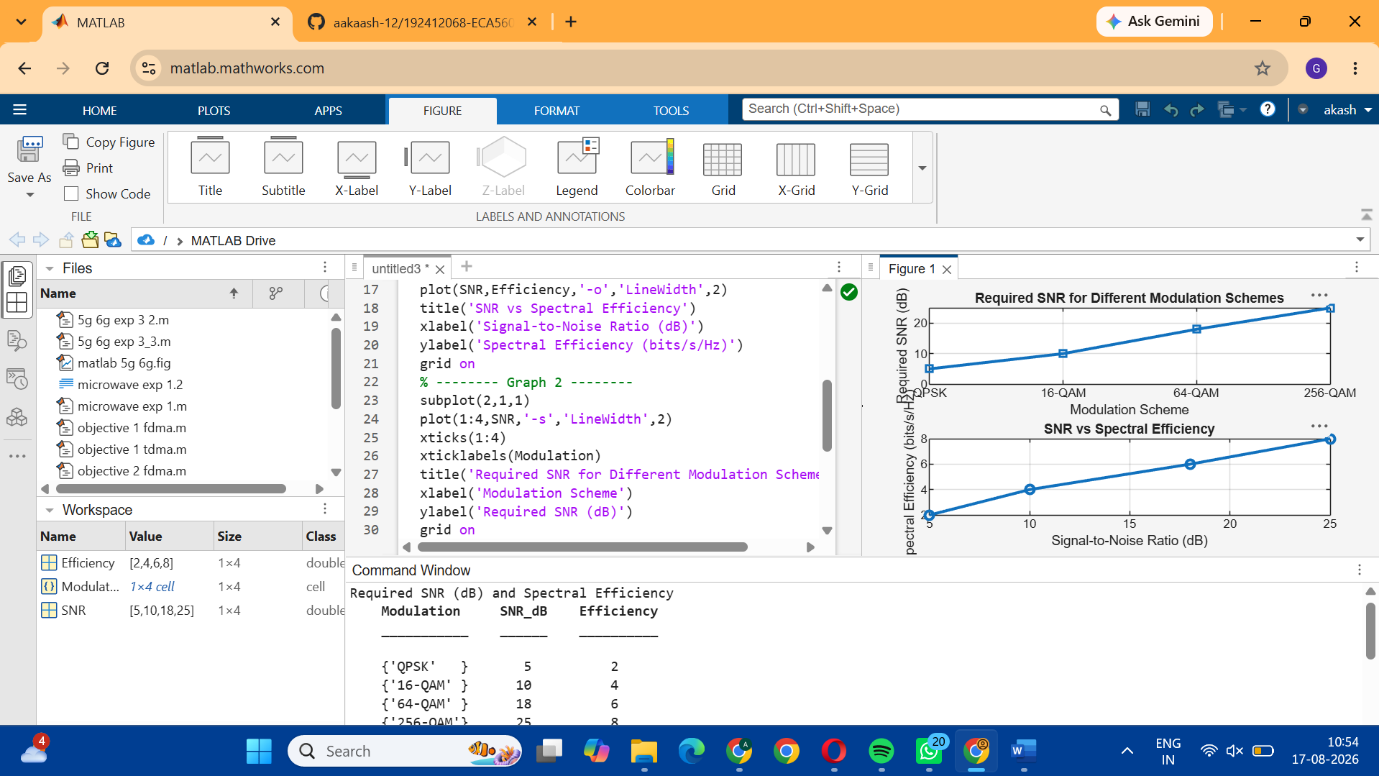 MATLAB
aakaash-12/192412068-ECA560
Ask Gemini
matlab.mathworks.com
G
HOME
PLOTS
APPS
FIGURE
FORMAT
TOOLS
Search (Ctrl+Shift+Space)
akash
Save As
Copy Figure
Print
Show Code
FILE
Title
Subtitle
X-Label
Y-Label
Z-Label
Legend
Colorbar
Grid
X-Grid
Y-Grid
LABELS AND ANNOTATIONS
/ > MATLAB Drive
Files
Name
5g 6g exp 3 2.m
5g 6g exp 3_3.m
matlab 5g 6g.fig
microwave exp 1.2
microwave exp 1.m
objective 1 fdma.m
objective 1 tdma.m
objective 2 fdma.m
Workspace
Name Value Size Class
Efficiency [2,4,6,8] 1×4 double
Modulat... 1×4 cell 1×4 cell
SNR [5,10,18,25] 1×4 double
untitled3 *
17 plot(SNR,Efficiency,'-o','LineWidth',2)
18 title('SNR vs Spectral Efficiency')
19 xlabel('Signal-to-Noise Ratio (dB)')
20 ylabel('Spectral Efficiency (bits/s/Hz)')
21 grid on
22 % -------- Graph 2 --------
23 subplot(2,1,1)
24 plot(1:4,SNR,'-s','LineWidth',2)
25 xticks(1:4)
26 xticklabels(Modulation)
27 title('Required SNR for Different Modulation Scheme
28 xlabel('Modulation Scheme')
29 ylabel('Required SNR (dB)')
30 grid on
Figure 1
Required SNR for Different Modulation Schemes
Required SNR (dB)
20
10
0
QPSK 16-QAM 64-QAM 256-QAM
Modulation Scheme
SNR vs Spectral Efficiency
pectral Efficiency (bits/s/Hz)
8
6
4
2
5 10 15 20 25
Signal-to-Noise Ratio (dB)
Command Window
Required SNR (dB) and Spectral Efficiency
Modulation SNR_dB Efficiency
{'QPSK' } 5 2
{'16-QAM' } 10 4
{'64-QAM' } 18 6
{'256-QAM'} 25 8
4
Search
A
20
W
ENG
IN
10:54
17-08-2026